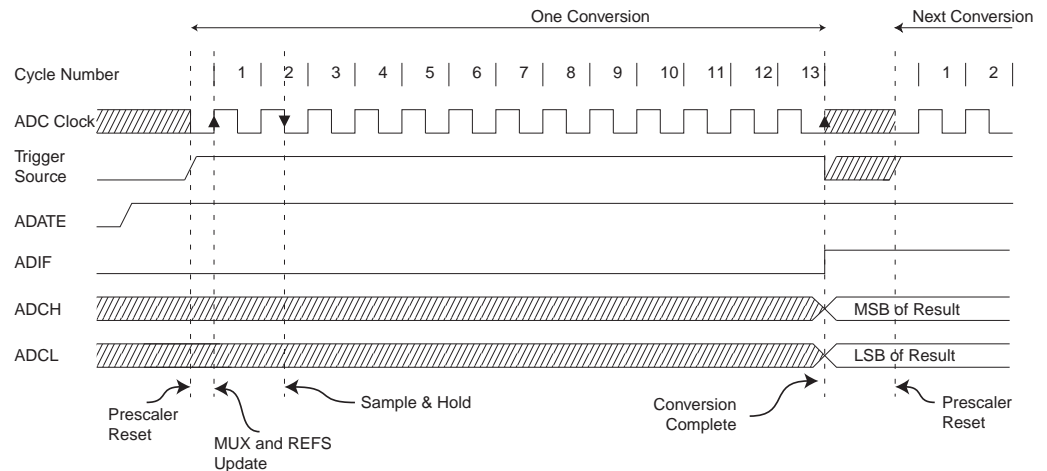 One Conversion
Next Conversion
Cycle Number
1 2 3 4 5 6 7 8 9 10 11 12 13 1 2
ADC Clock
Trigger
Source
ADATE
ADIF
ADCH
MSB of Result
ADCL
LSB of Result
Prescaler
Reset
MUX and REFS
Update
Sample & Hold
Conversion
Complete
Prescaler
Reset